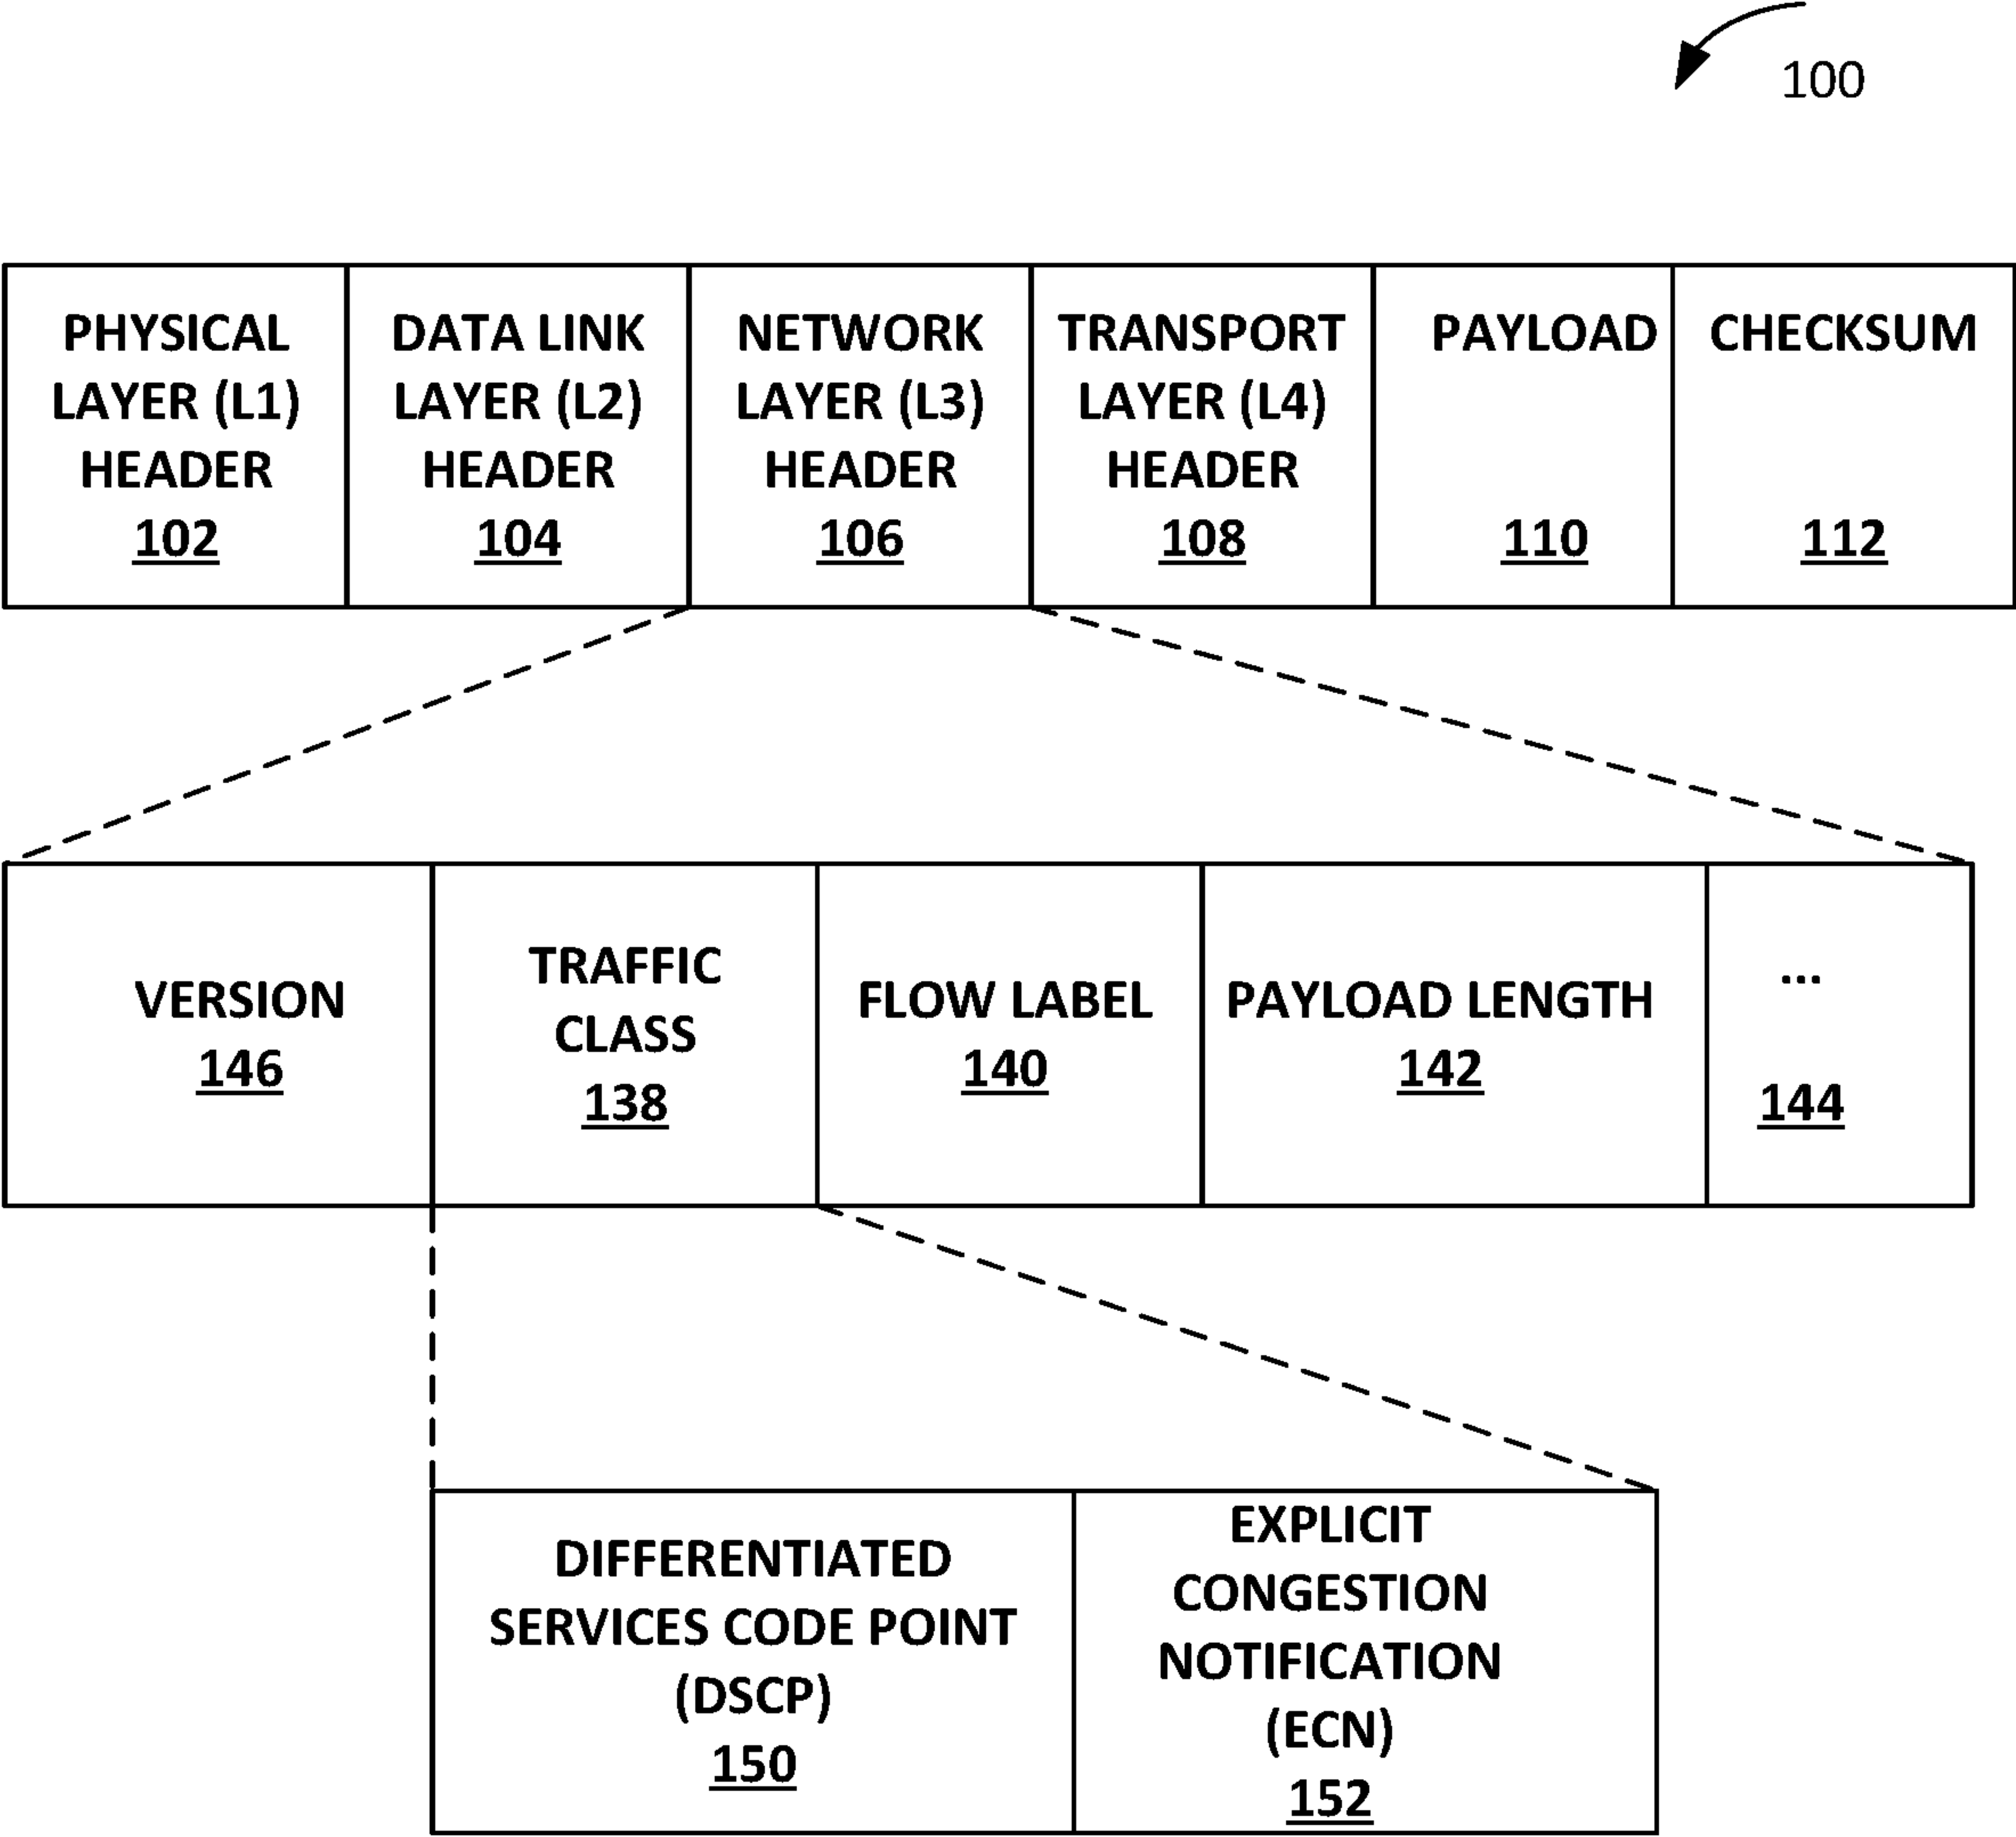 100
PHYSICAL
LAYER (L1)
HEADER
102
DATA LINK
LAYER (L2)
HEADER
104
NETWORK
LAYER (L3)
HEADER
106
TRANSPORT
LAYER (L4)
HEADER
108
PAYLOAD
110
CHECKSUM
112
VERSION
146
TRAFFIC
CLASS
138
FLOW LABEL
140
PAYLOAD LENGTH
142
...
144
DIFFERENTIATED
SERVICES CODE POINT
(DSCP)
150
EXPLICIT
CONGESTION
NOTIFICATION
(ECN)
152